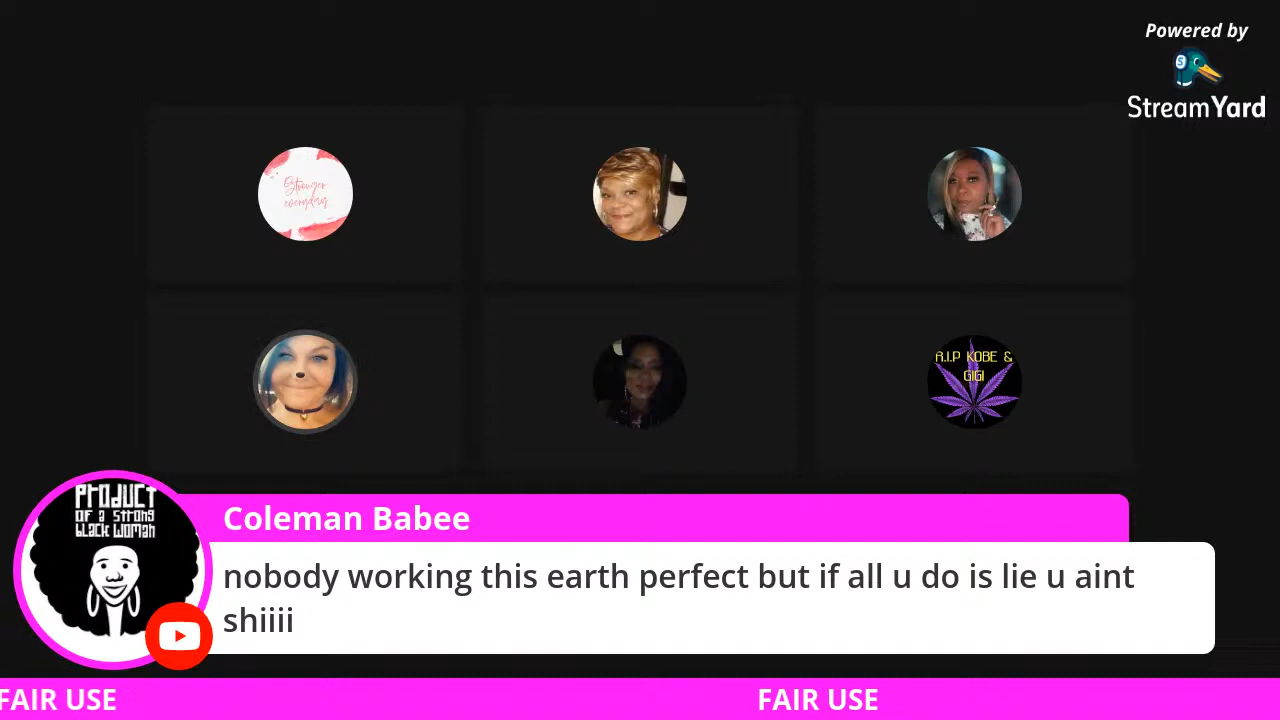 Powered by
StreamYard
Stronger
everyday
R.I.P KOBE &
GIGI
PRODUCT
OF A STRONG
BLACK WOMAN
Coleman Babee
nobody working this earth perfect but if all u do is lie u aint
shiiii
FAIR USE
FAIR USE